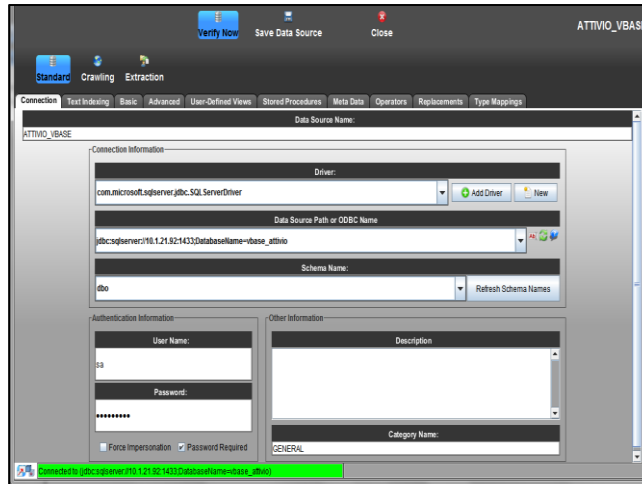 Verify Now Save Data Source Close
ATTIVIO_VBASE
Standard Crawling Extraction
Connection Text Indexing Basic Advanced User-Defined Views Stored Procedures Meta Data Operators Replacements Type Mappings
Data Source Name:
ATTIVIO_VBASE
Connection Information
Driver:
com.microsoft.sqlserver.jdbc.SQLServerDriver Add Driver New
Data Source Path or ODBC Name
jdbc:sqlserver://10.1.21.92:1433;DatabaseName=vbase_attivio
Schema Name:
dbo Refresh Schema Names
Authentication Information
User Name:
sa
Password:
•••••••••
Force Impersonation Password Required
Other Information
Description
Category Name:
GENERAL
Connected to (jdbc:sqlserver://10.1.21.92:1433;DatabaseName=vbase_attivio)